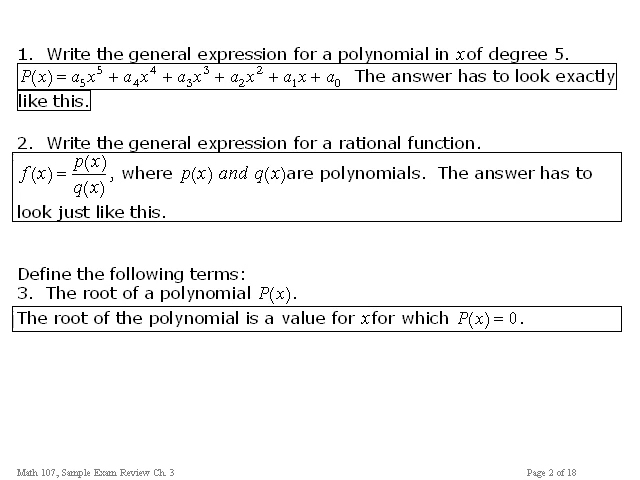 1. Write the general expression for a polynomial in x of degree 5.
P(x) = a₅x⁵ + a₄x⁴ + a₃x³ + a₂x² + a₁x + a₀ The answer has to look exactly
like this.
2. Write the general expression for a rational function.
f(x) = p(x)/q(x), where p(x) and q(x)are polynomials. The answer has to
look just like this.
Define the following terms:
3. The root of a polynomial P(x).
The root of the polynomial is a value for x for which P(x) = 0.
Math 107, Sample Exam Review Ch. 3 Page 2 of 18